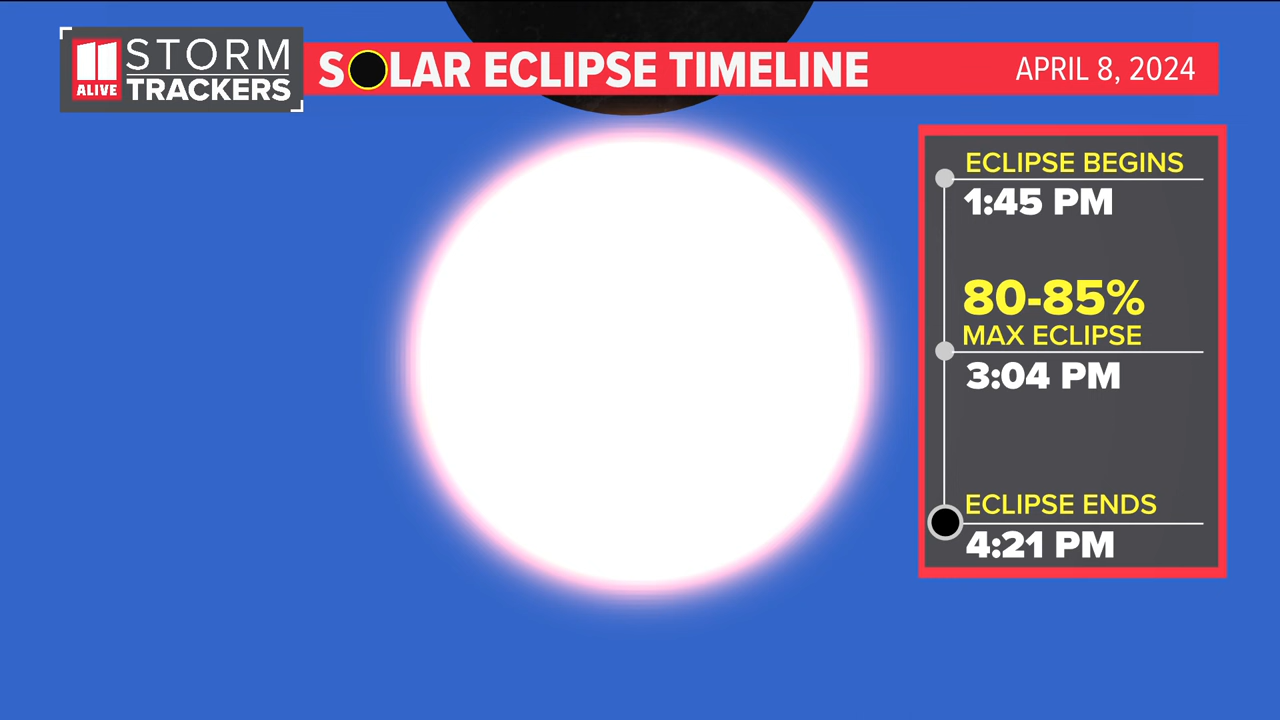 11
ALIVE
STORM
TRACKERS
SOLAR ECLIPSE TIMELINE
APRIL 8, 2024
ECLIPSE BEGINS
1:45 PM
80-85%
MAX ECLIPSE
3:04 PM
ECLIPSE ENDS
4:21 PM